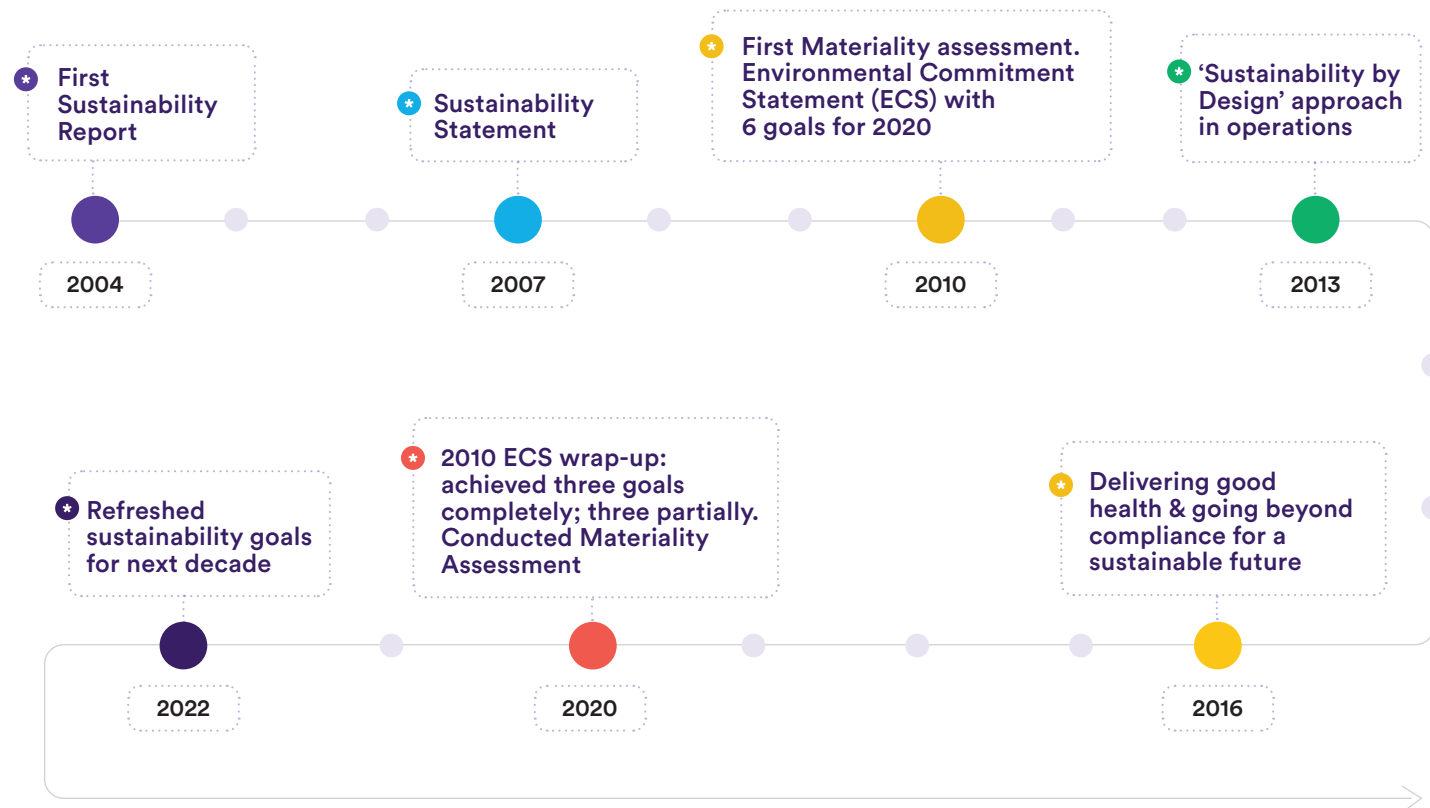 First
Sustainability
Report
2004
Sustainability
Statement
2007
First Materiality assessment.
Environmental Commitment
Statement (ECS) with
6 goals for 2020
2010
‘Sustainability by
Design’ approach
in operations
2013
Delivering good
health & going beyond
compliance for a
sustainable future
2016
2010 ECS wrap-up:
achieved three goals
completely; three partially.
Conducted Materiality
Assessment
2020
Refreshed
sustainability goals
for next decade
2022